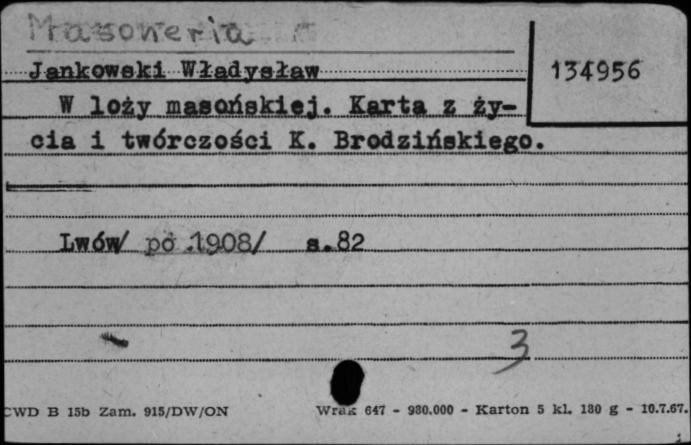 Masoneria
Jankowski Władysław
134956
W loży masońskiej. Karta z ży-
cia i twórczości K. Brodzińskiego.
Lwów/ po .1908/ s.82
3
CWD B 15b Zam. 915/DW/ON
Wrak 647 - 980.000 - Karton 5 kl. 180 g - 10.7.67.